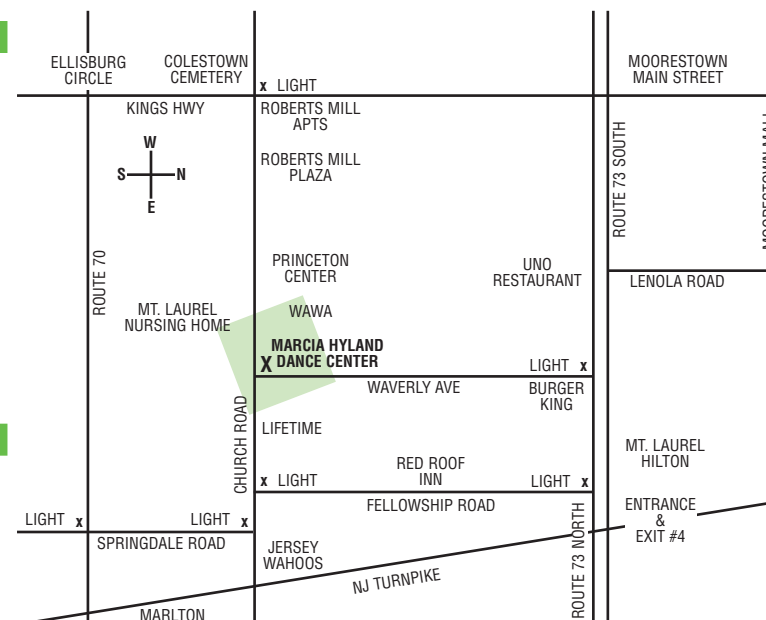 ELLISBURG
CIRCLE
COLESTOWN
CEMETERY
x LIGHT
MOORESTOWN
MAIN STREET
KINGS HWY
ROBERTS MILL
APTS
ROBERTS MILL
PLAZA
W
S
N
E
ROUTE 73 SOUTH
MOORESTOWN MALL
ROUTE 70
PRINCETON
CENTER
UNO
RESTAURANT
LENOLA ROAD
MT. LAUREL
NURSING HOME
WAWA
MARCIA HYLAND
X DANCE CENTER
LIGHT x
WAVERLY AVE
BURGER
KING
CHURCH ROAD
LIFETIME
MT. LAUREL
HILTON
x LIGHT
RED ROOF
INN
LIGHT x
FELLOWSHIP ROAD
ENTRANCE
&
EXIT #4
LIGHT x
LIGHT x
SPRINGDALE ROAD
JERSEY
WAHOOS
NJ TURNPIKE
ROUTE 73 NORTH
MARLTON